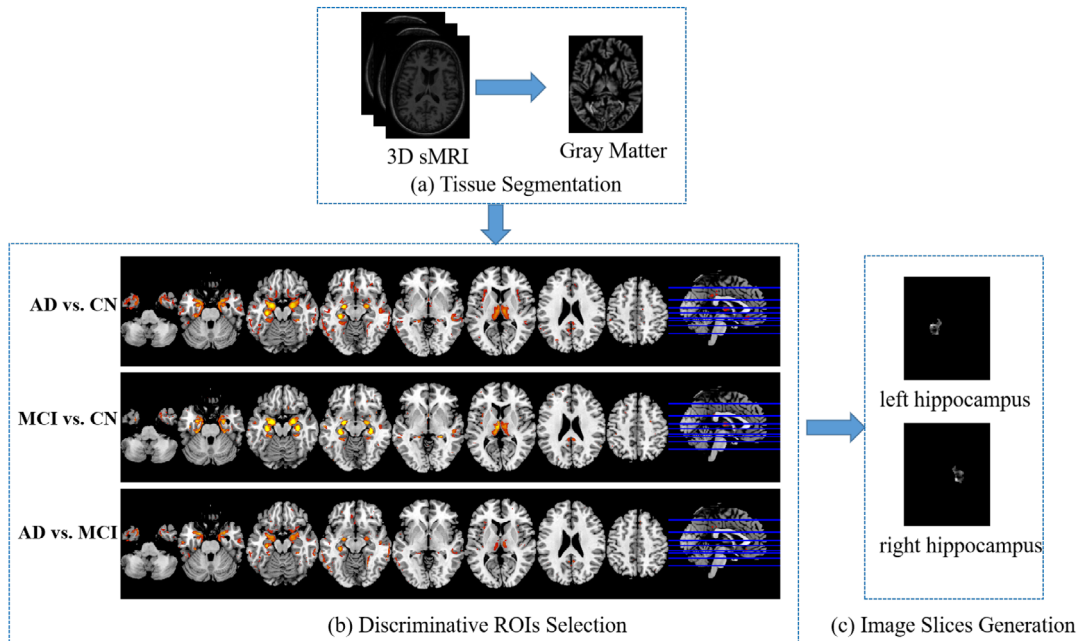 3D sMRI
Gray Matter
(a) Tissue Segmentation
AD vs. CN
MCI vs. CN
AD vs. MCI
(b) Discriminative ROIs Selection
left hippocampus
right hippocampus
(c) Image Slices Generation